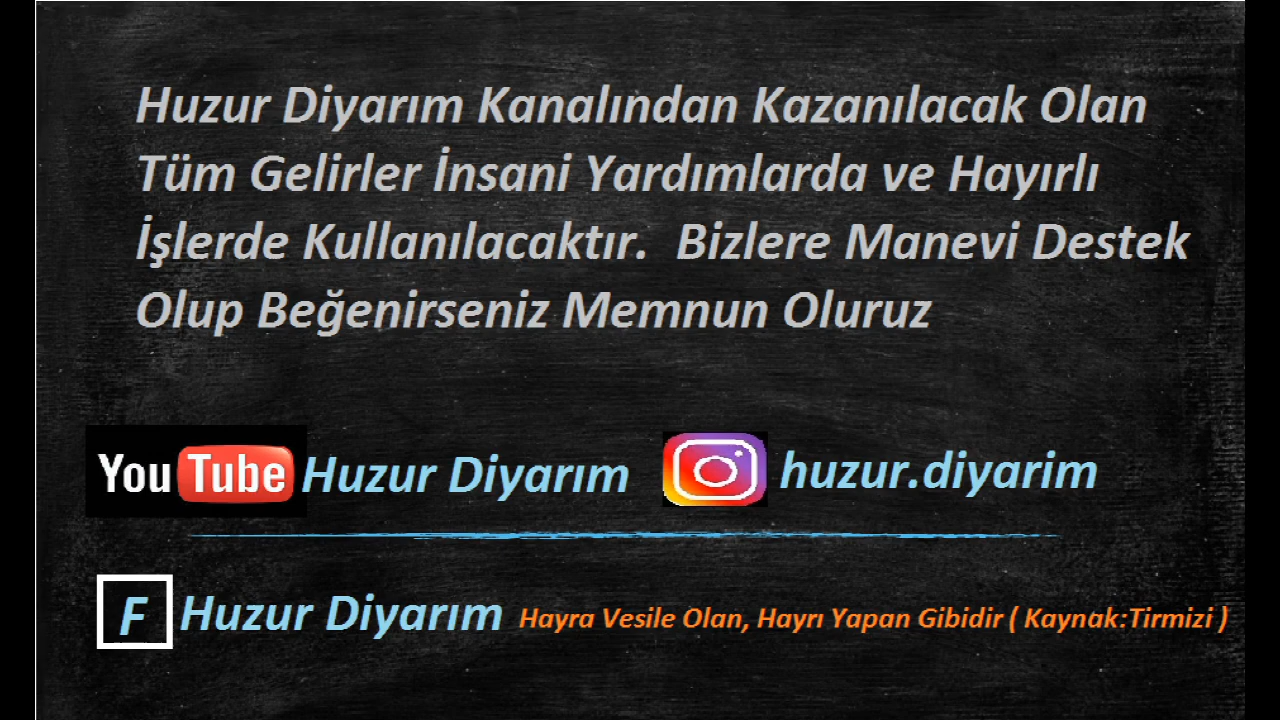 Huzur Diyarım Kanalından Kazanılacak Olan
Tüm Gelirler İnsani Yardımlarda ve Hayırlı
İşlerde Kullanılacaktır. Bizlere Manevi Destek
Olup Beğenirseniz Memnun Oluruz
YouTube Huzur Diyarım huzur.diyarim
F Huzur Diyarım Hayra Vesile Olan, Hayrı Yapan Gibidir ( Kaynak:Tirmizi )